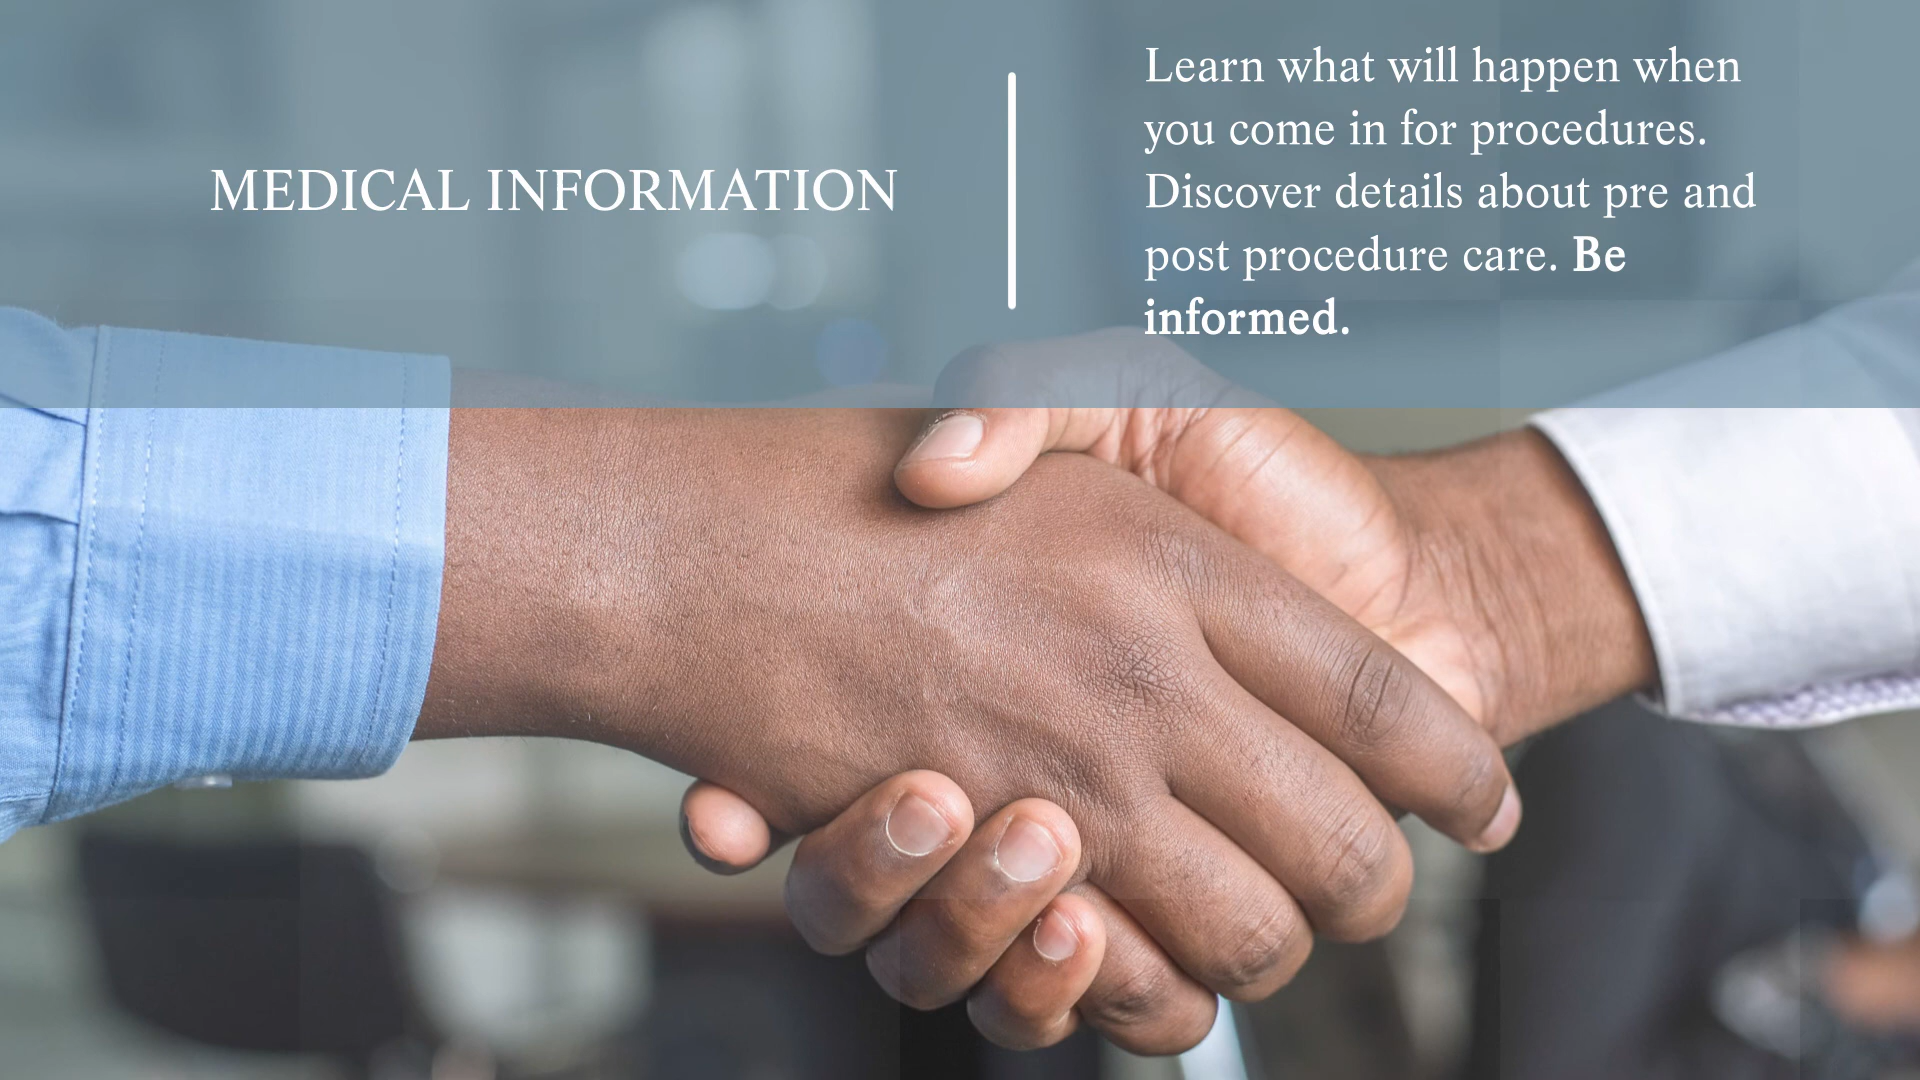 MEDICAL INFORMATION
Learn what will happen when
you come in for procedures.
Discover details about pre and
post procedure care. Be
informed.